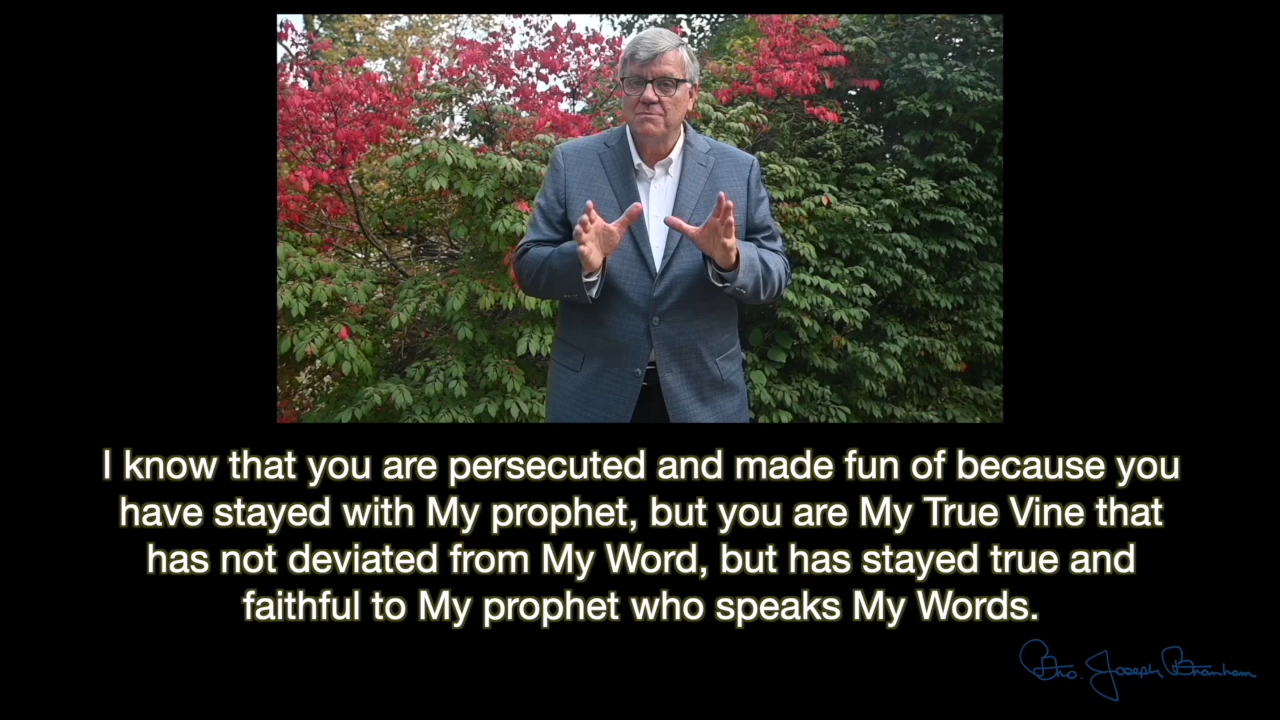 I know that you are persecuted and made fun of because you
have stayed with My prophet, but you are My True Vine that
has not deviated from My Word, but has stayed true and
faithful to My prophet who speaks My Words.
Bro. Joseph Branham